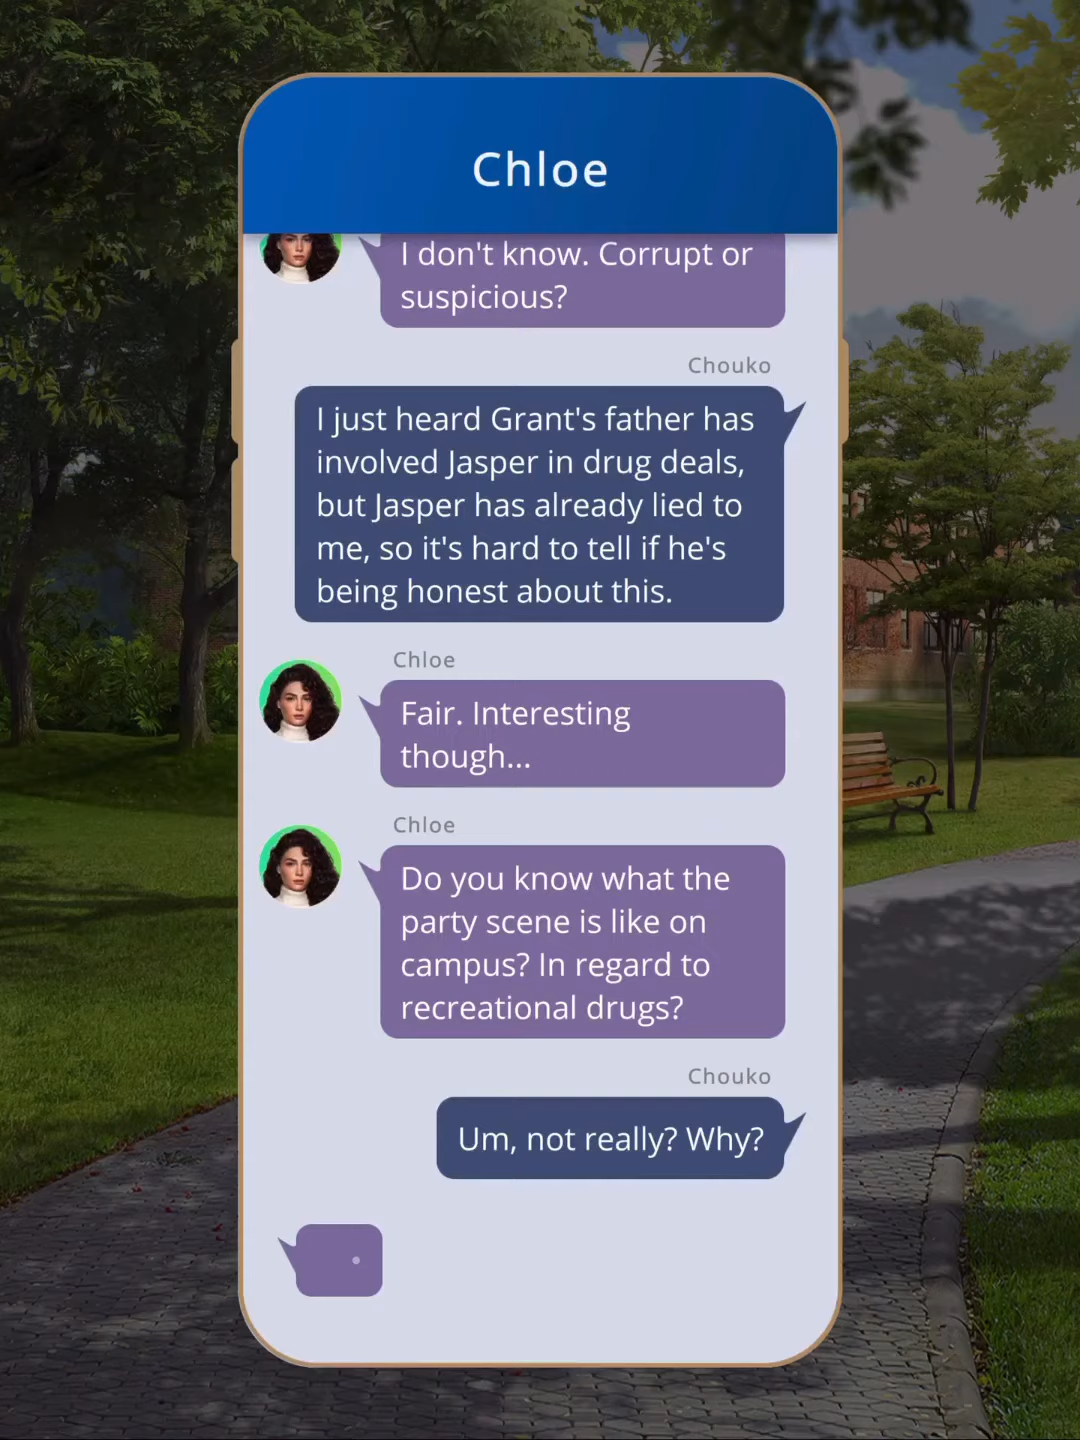 Chloe
I don't know. Corrupt or
suspicious?
Chouko
I just heard Grant's father has
involved Jasper in drug deals,
but Jasper has already lied to
me, so it's hard to tell if he's
being honest about this.
Chloe
Fair. Interesting
though...
Chloe
Do you know what the
party scene is like on
campus? In regard to
recreational drugs?
Chouko
Um, not really? Why?